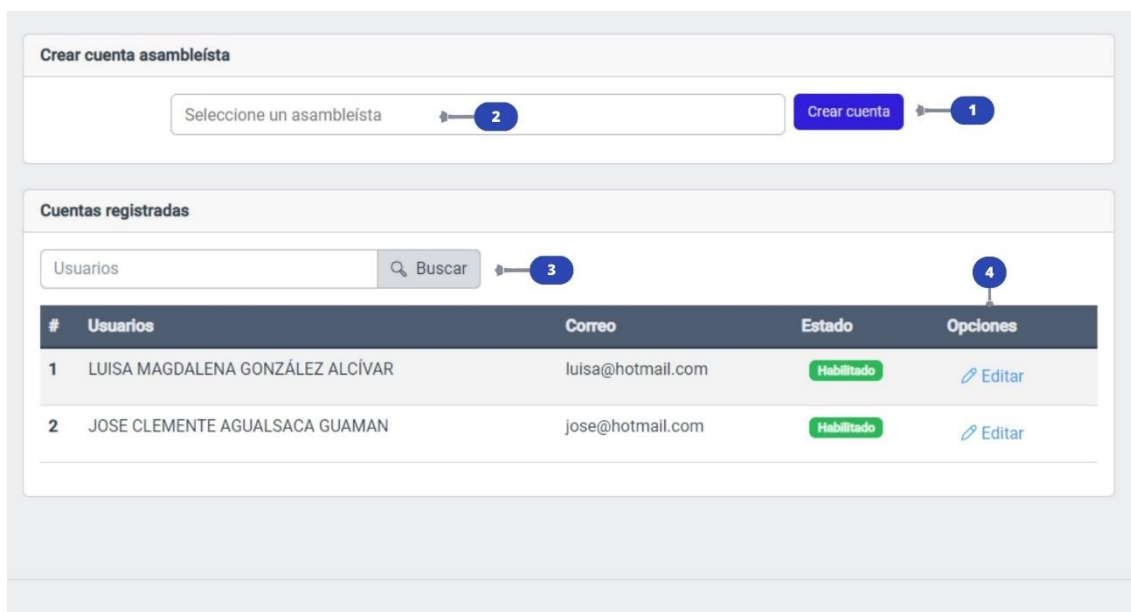 Crear cuenta asambleísta
Seleccione un asambleísta 2 Crear cuenta 1
Cuentas registradas
Usuarios Buscar 3 4
# Usuarios Correo Estado Opciones
1 LUISA MAGDALENA GONZÁLEZ ALCÍVAR luisa@hotmail.com Habilitado Editar
2 JOSE CLEMENTE AGUALSACA GUAMAN jose@hotmail.com Habilitado Editar